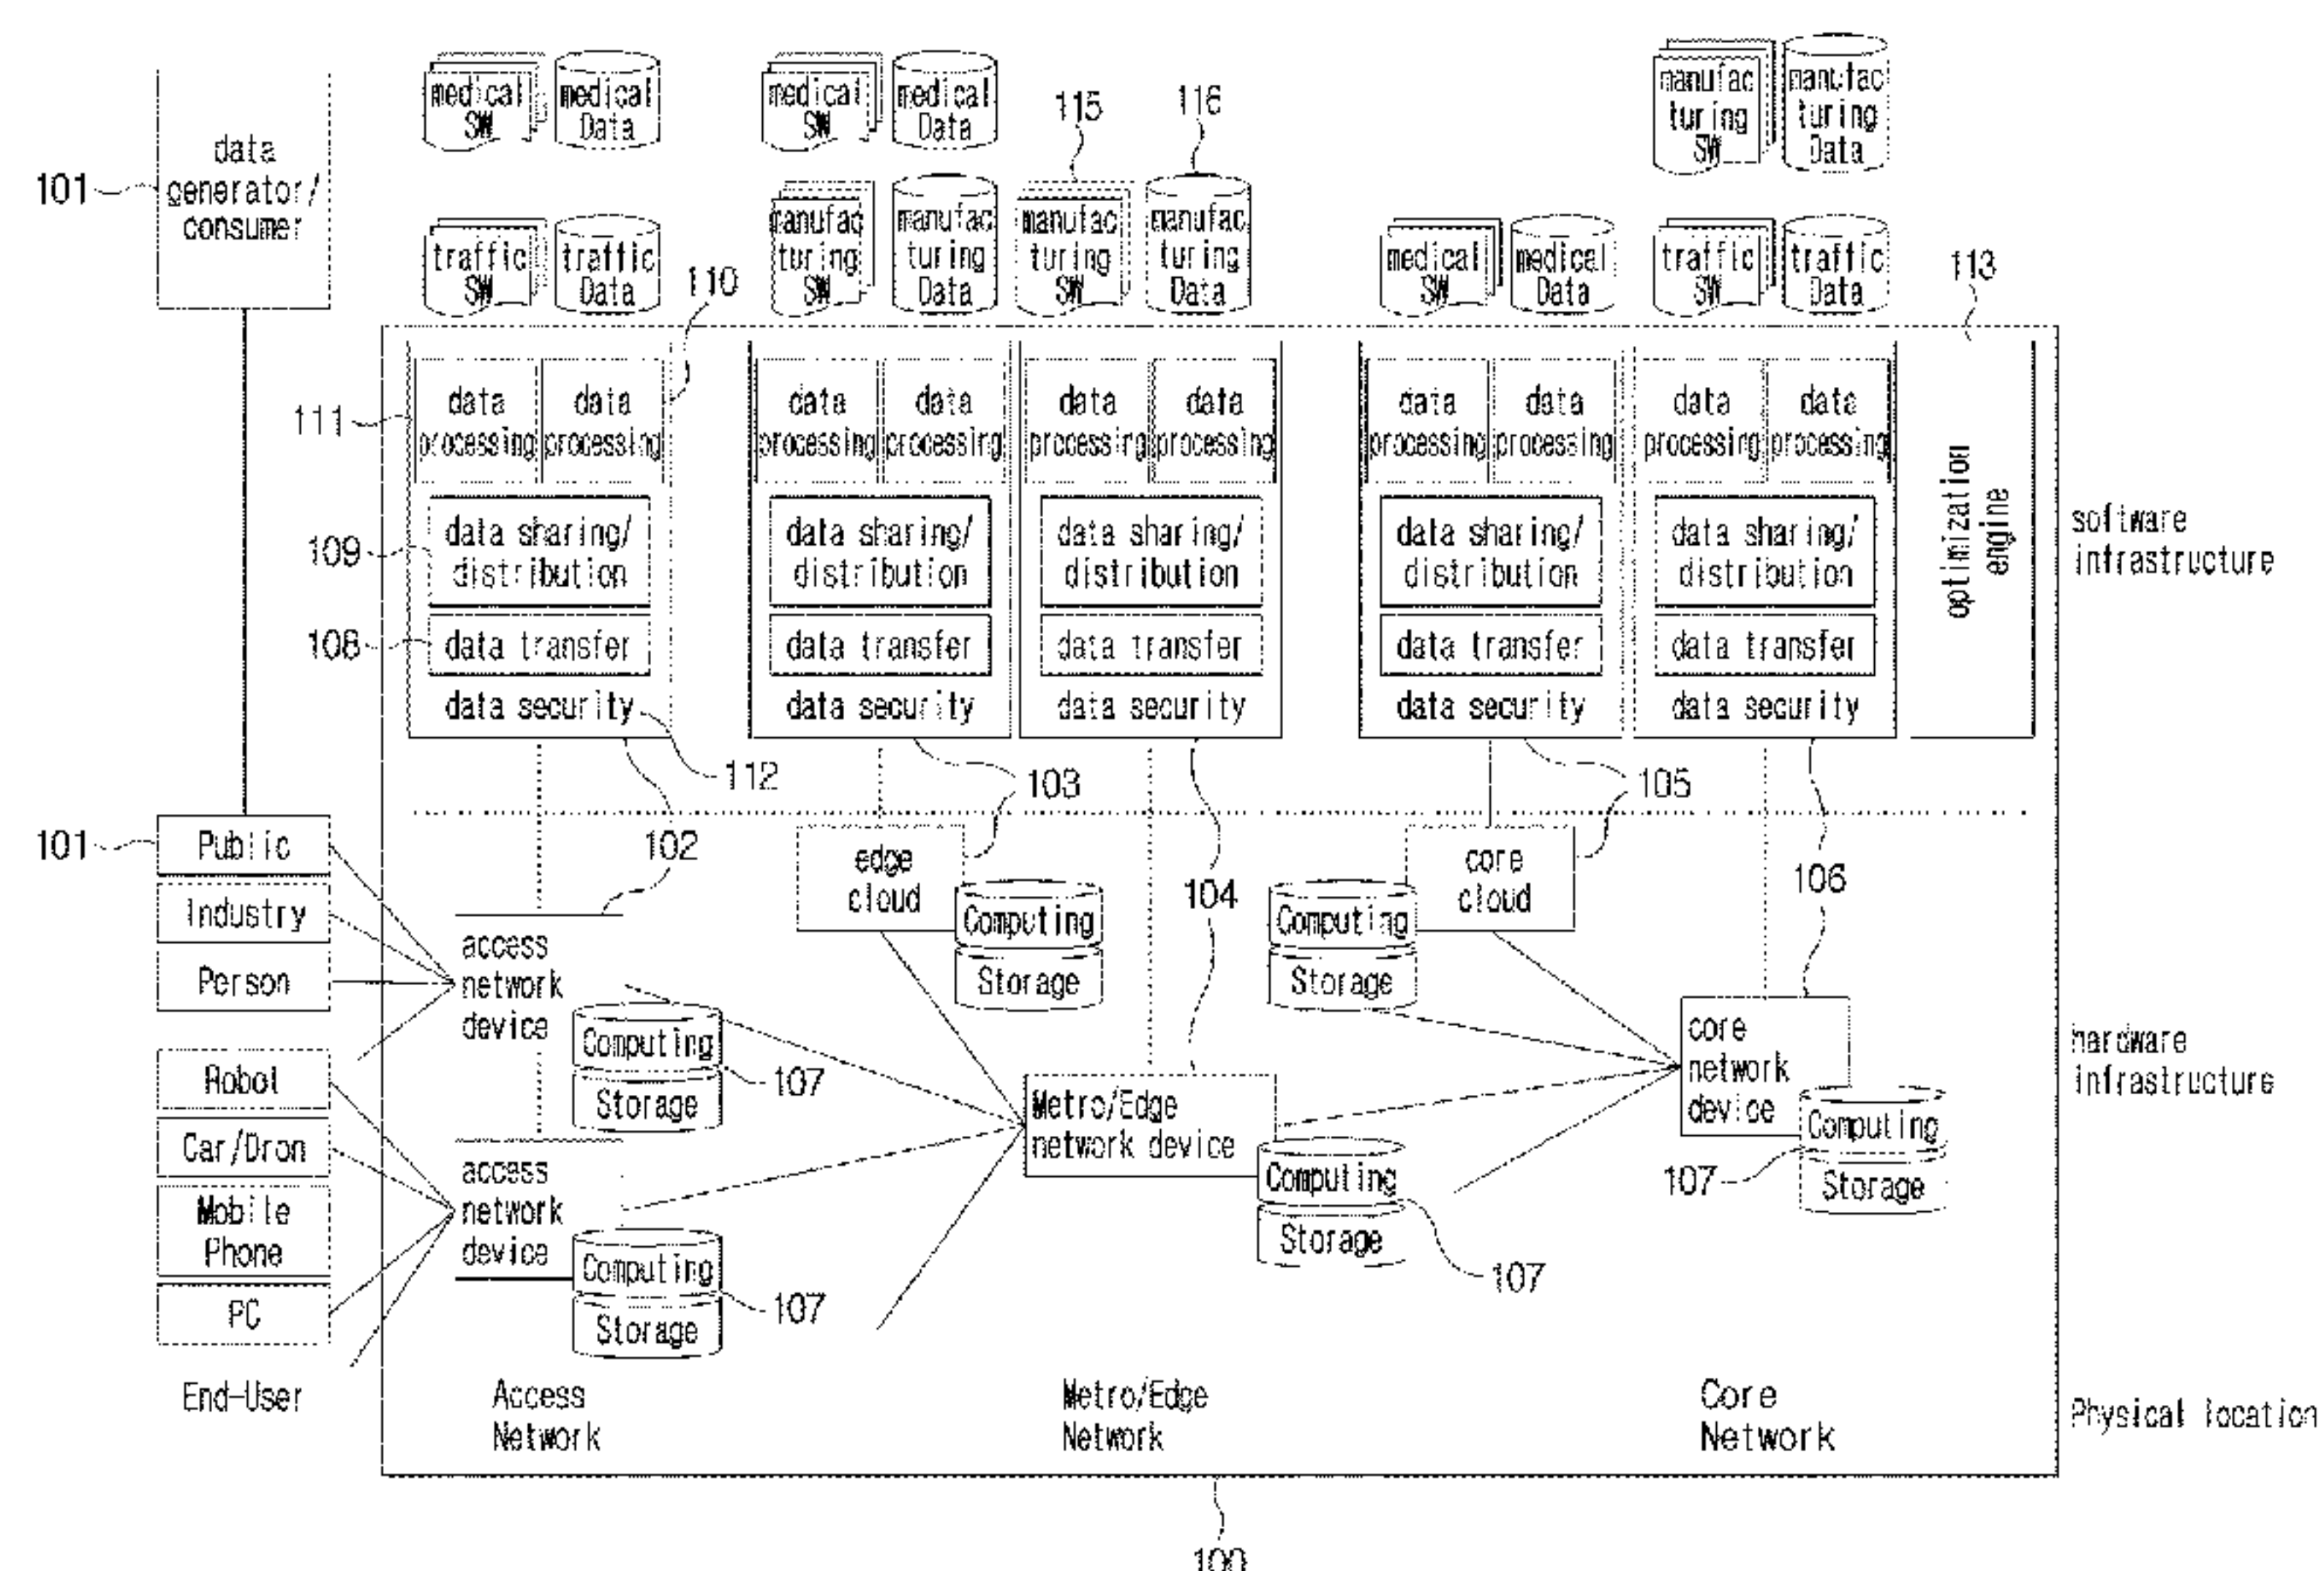 data
generator/
consumer
101
medical
SW
medical
Data
traffic
SW
traffic
Data
110
medical
SW
medical
Data
manufac
turing
SW
manufac
turing
Data
115
manufac
turing
SW
116
manufac
turing
Data
medical
SW
medical
Data
manufac
turing
SW
manufac
turing
Data
traffic
SW
traffic
Data
113
111
data
processing
data
processing
109
data sharing/
distribution
108
data transfer
data security
112
102
data
processing
data
processing
data sharing/
distribution
data transfer
data security
103
data
processing
data
processing
data sharing/
distribution
data transfer
data security
104
data
processing
data
processing
data sharing/
distribution
data transfer
data security
105
data
processing
data
processing
data sharing/
distribution
data transfer
data security
106
optimization
engine
software
infrastructure
101
Public
Industry
Person
Robot
Car/Dron
Mobile
Phone
PC
access
network
device
Computing
Storage
107
access
network
device
Computing
Storage
107
edge
cloud
Computing
Storage
Metro/Edge
network device
Computing
Storage
107
core
cloud
Computing
Storage
core
network
device
Computing
Storage
107
hardware
infrastructure
End-User
Access
Network
Metro/Edge
Network
Core
Network
Physical location
100